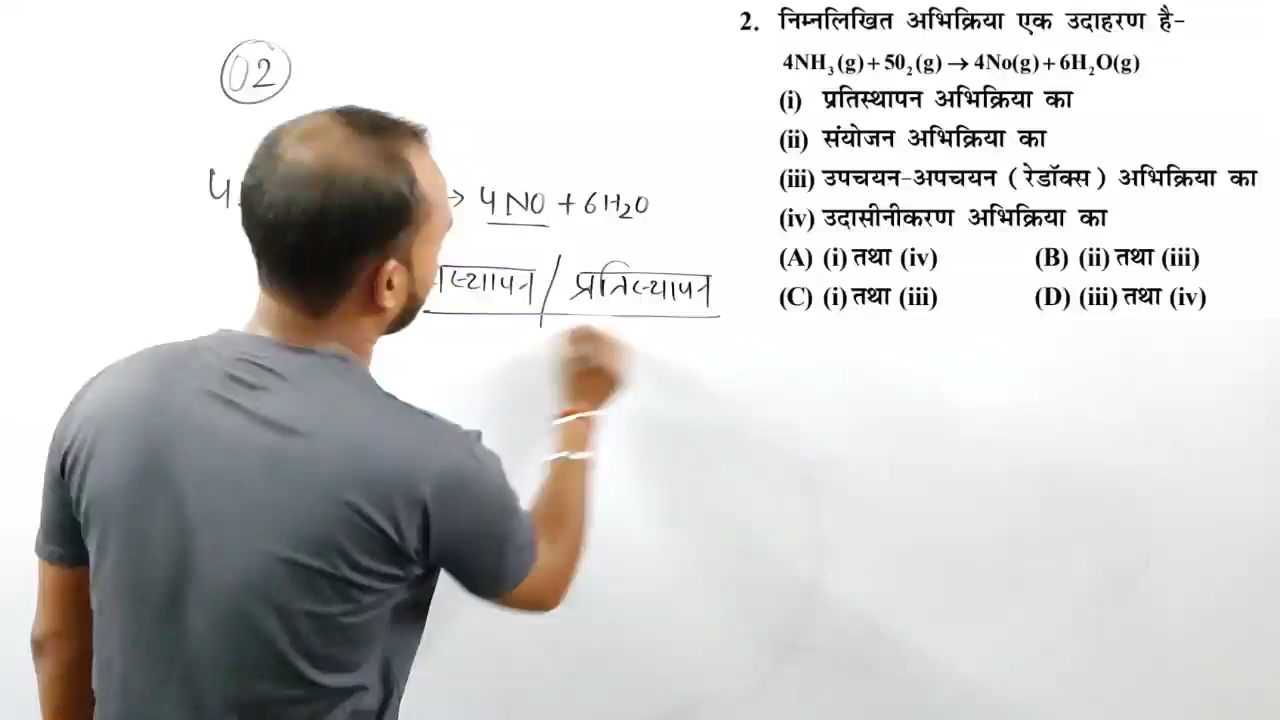 02
4 → 4NO + 6H2O
/ प्रतिस्थापन
2. निम्नलिखित अभिक्रिया एक उदाहरण है-
4NH3(g)+5O2(g) → 4No(g)+6H2O(g)
(i) प्रतिस्थापन अभिक्रिया का
(ii) संयोजन अभिक्रिया का
(iii) उपचयन-अपचयन (रेडॉक्स) अभिक्रिया का
(iv) उदासीनीकरण अभिक्रिया का
(A) (i) तथा (iv) (B) (ii) तथा (iii)
(C) (i) तथा (iii) (D) (iii) तथा (iv)